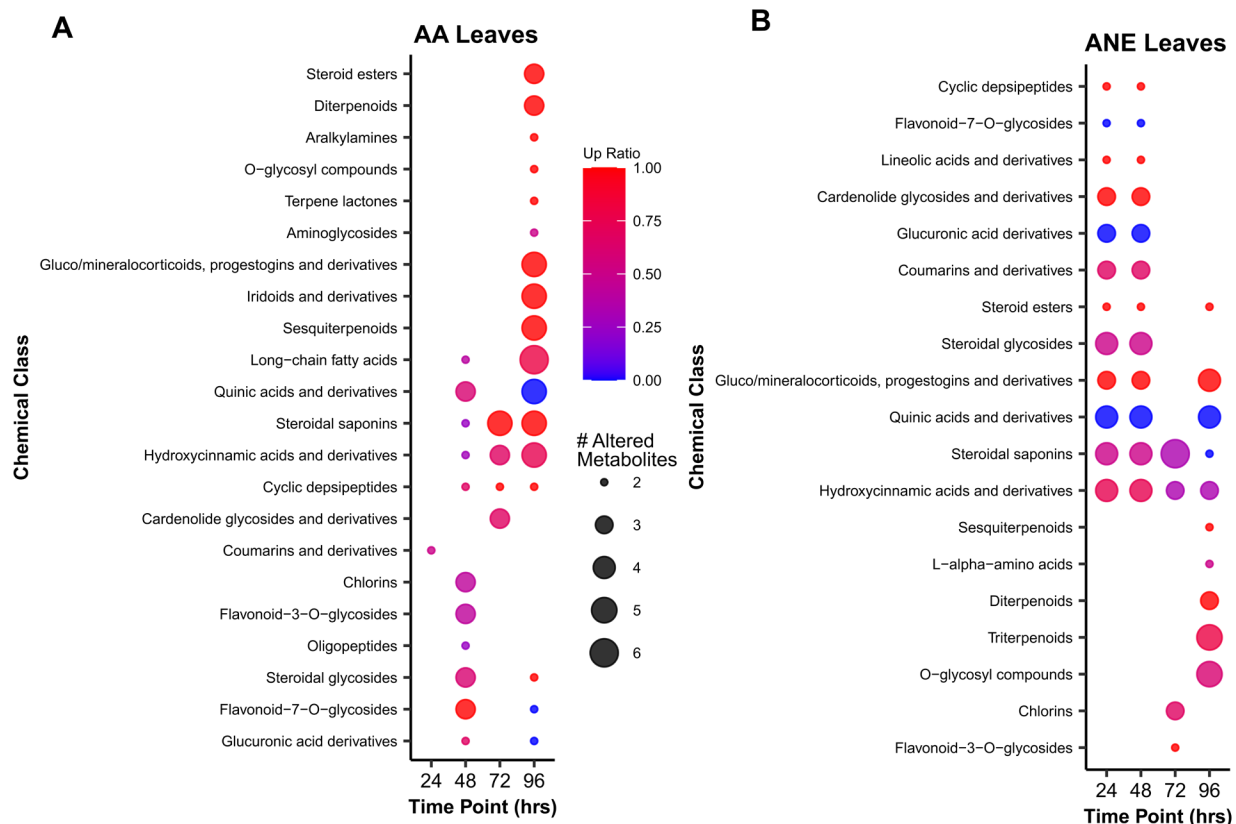 A
AA Leaves
Chemical Class
Steroid esters
Diterpenoids
Aralkylamines
O−glycosyl compounds
Terpene lactones
Aminoglycosides
Gluco/mineralocorticoids, progestogins and derivatives
Iridoids and derivatives
Sesquiterpenoids
Long−chain fatty acids
Quinic acids and derivatives
Steroidal saponins
Hydroxycinnamic acids and derivatives
Cyclic depsipeptides
Cardenolide glycosides and derivatives
Coumarins and derivatives
Chlorins
Flavonoid−3−O−glycosides
Oligopeptides
Steroidal glycosides
Flavonoid−7−O−glycosides
Glucuronic acid derivatives
24 48 72 96
Time Point (hrs)
Up Ratio
1.00
0.75
0.50
0.25
0.00
# Altered
Metabolites
2
3
4
5
6
B
ANE Leaves
Chemical Class
Cyclic depsipeptides
Flavonoid−7−O−glycosides
Lineolic acids and derivatives
Cardenolide glycosides and derivatives
Glucuronic acid derivatives
Coumarins and derivatives
Steroid esters
Steroidal glycosides
Gluco/mineralocorticoids, progestogins and derivatives
Quinic acids and derivatives
Steroidal saponins
Hydroxycinnamic acids and derivatives
Sesquiterpenoids
L−alpha−amino acids
Diterpenoids
Triterpenoids
O−glycosyl compounds
Chlorins
Flavonoid−3−O−glycosides
24 48 72 96
Time Point (hrs)